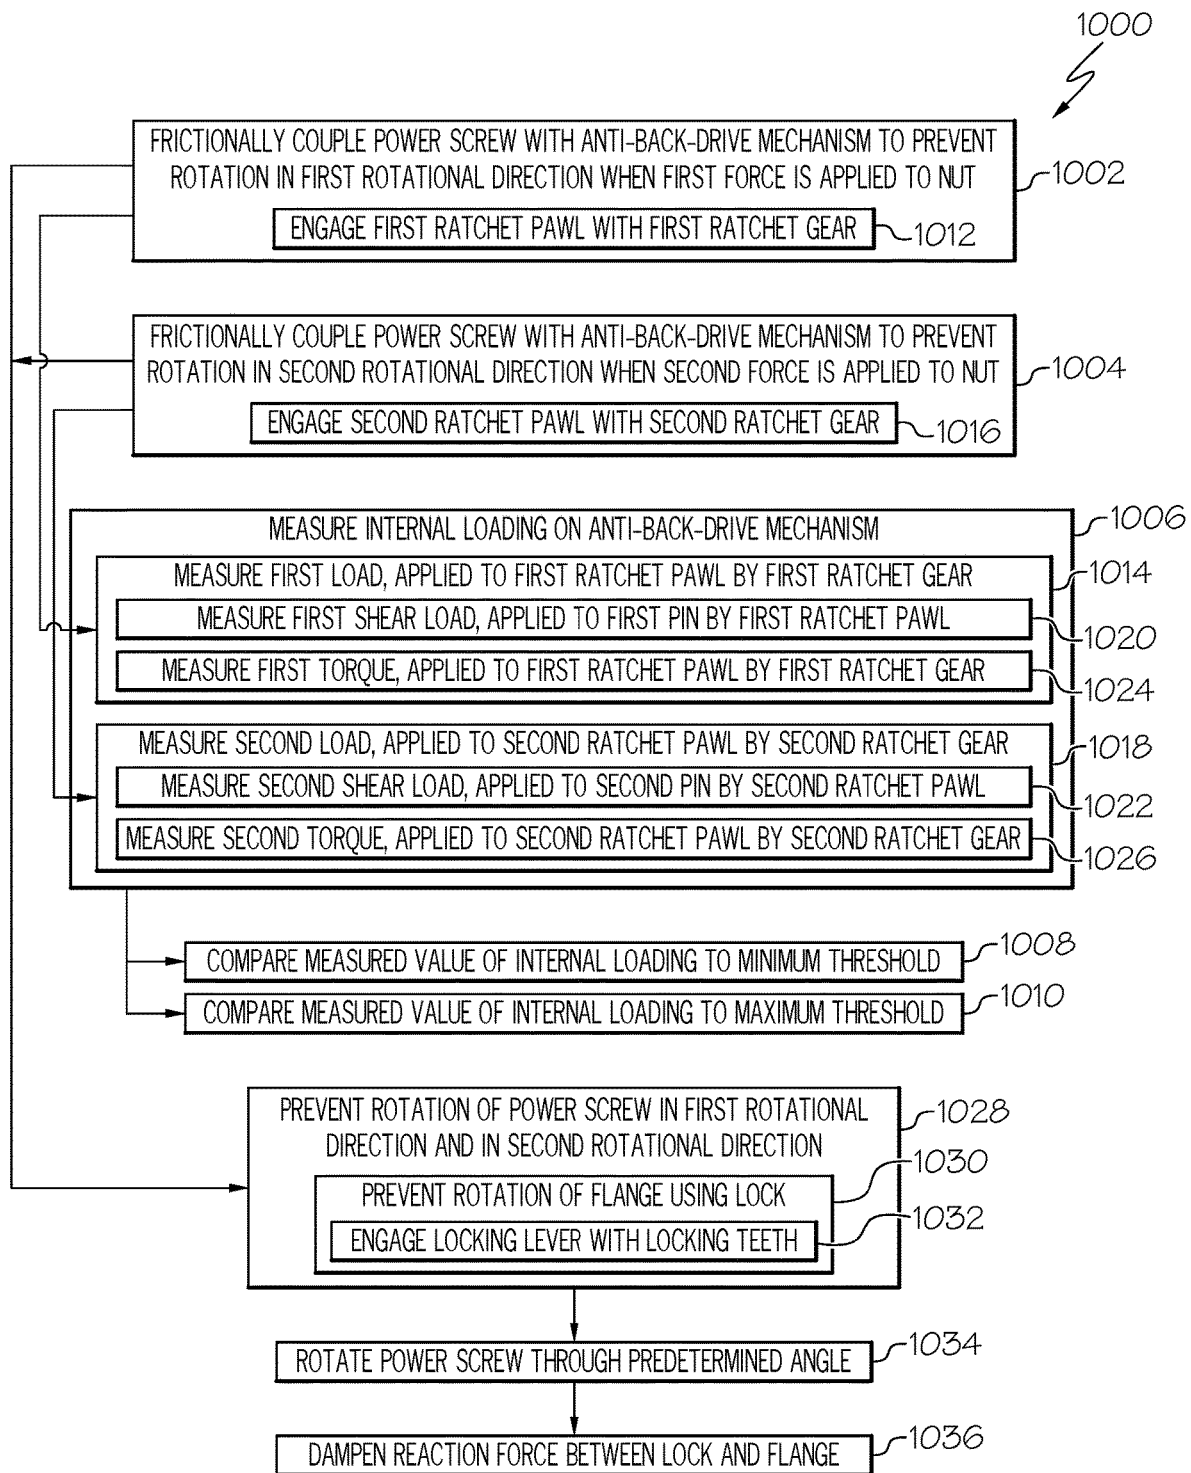 1000
FRICTIONALLY COUPLE POWER SCREW WITH ANTI-BACK-DRIVE MECHANISM TO PREVENT
ROTATION IN FIRST ROTATIONAL DIRECTION WHEN FIRST FORCE IS APPLIED TO NUT
1002
ENGAGE FIRST RATCHET PAWL WITH FIRST RATCHET GEAR
1012
FRICTIONALLY COUPLE POWER SCREW WITH ANTI-BACK-DRIVE MECHANISM TO PREVENT
ROTATION IN SECOND ROTATIONAL DIRECTION WHEN SECOND FORCE IS APPLIED TO NUT
1004
ENGAGE SECOND RATCHET PAWL WITH SECOND RATCHET GEAR
1016
MEASURE INTERNAL LOADING ON ANTI-BACK-DRIVE MECHANISM
1006
MEASURE FIRST LOAD, APPLIED TO FIRST RATCHET PAWL BY FIRST RATCHET GEAR
1014
MEASURE FIRST SHEAR LOAD, APPLIED TO FIRST PIN BY FIRST RATCHET PAWL
1020
MEASURE FIRST TORQUE, APPLIED TO FIRST RATCHET PAWL BY FIRST RATCHET GEAR
1024
MEASURE SECOND LOAD, APPLIED TO SECOND RATCHET PAWL BY SECOND RATCHET GEAR
1018
MEASURE SECOND SHEAR LOAD, APPLIED TO SECOND PIN BY SECOND RATCHET PAWL
1022
MEASURE SECOND TORQUE, APPLIED TO SECOND RATCHET PAWL BY SECOND RATCHET GEAR
1026
COMPARE MEASURED VALUE OF INTERNAL LOADING TO MINIMUM THRESHOLD
1008
COMPARE MEASURED VALUE OF INTERNAL LOADING TO MAXIMUM THRESHOLD
1010
PREVENT ROTATION OF POWER SCREW IN FIRST ROTATIONAL
DIRECTION AND IN SECOND ROTATIONAL DIRECTION
1028
PREVENT ROTATION OF FLANGE USING LOCK
1030
ENGAGE LOCKING LEVER WITH LOCKING TEETH
1032
ROTATE POWER SCREW THROUGH PREDETERMINED ANGLE
1034
DAMPEN REACTION FORCE BETWEEN LOCK AND FLANGE
1036